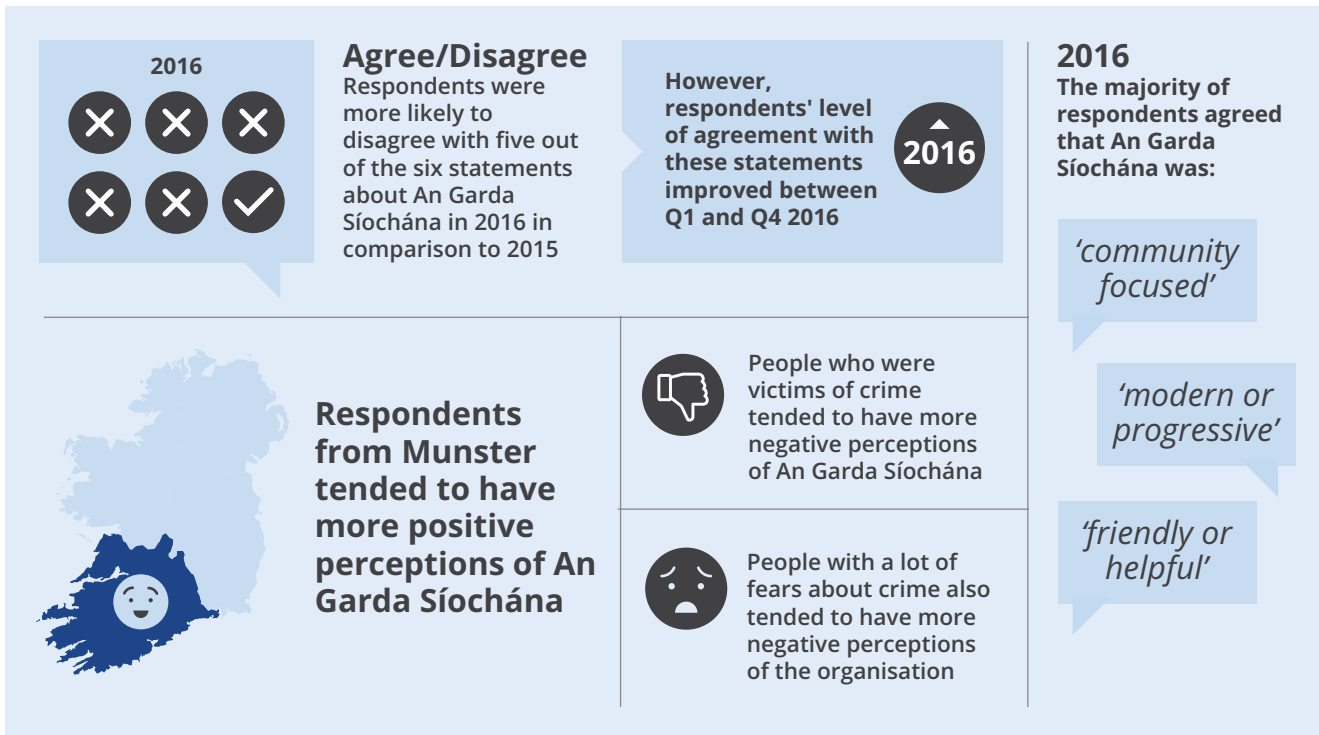 2016
Agree/Disagree
Respondents were
more likely to
disagree with five out
of the six statements
about An Garda
Síochána in 2016 in
comparison to 2015
However,
respondents' level
of agreement with
these statements
improved between
Q1 and Q4 2016
2016
2016
The majority of
respondents agreed
that An Garda
Síochána was:
‘community
focused’
‘modern or
progressive’
‘friendly or
helpful’
Respondents
from Munster
tended to have
more positive
perceptions of An
Garda Síochána
People who were
victims of crime
tended to have more
negative perceptions
of An Garda Síochána
People with a lot of
fears about crime also
tended to have more
negative perceptions
of the organisation